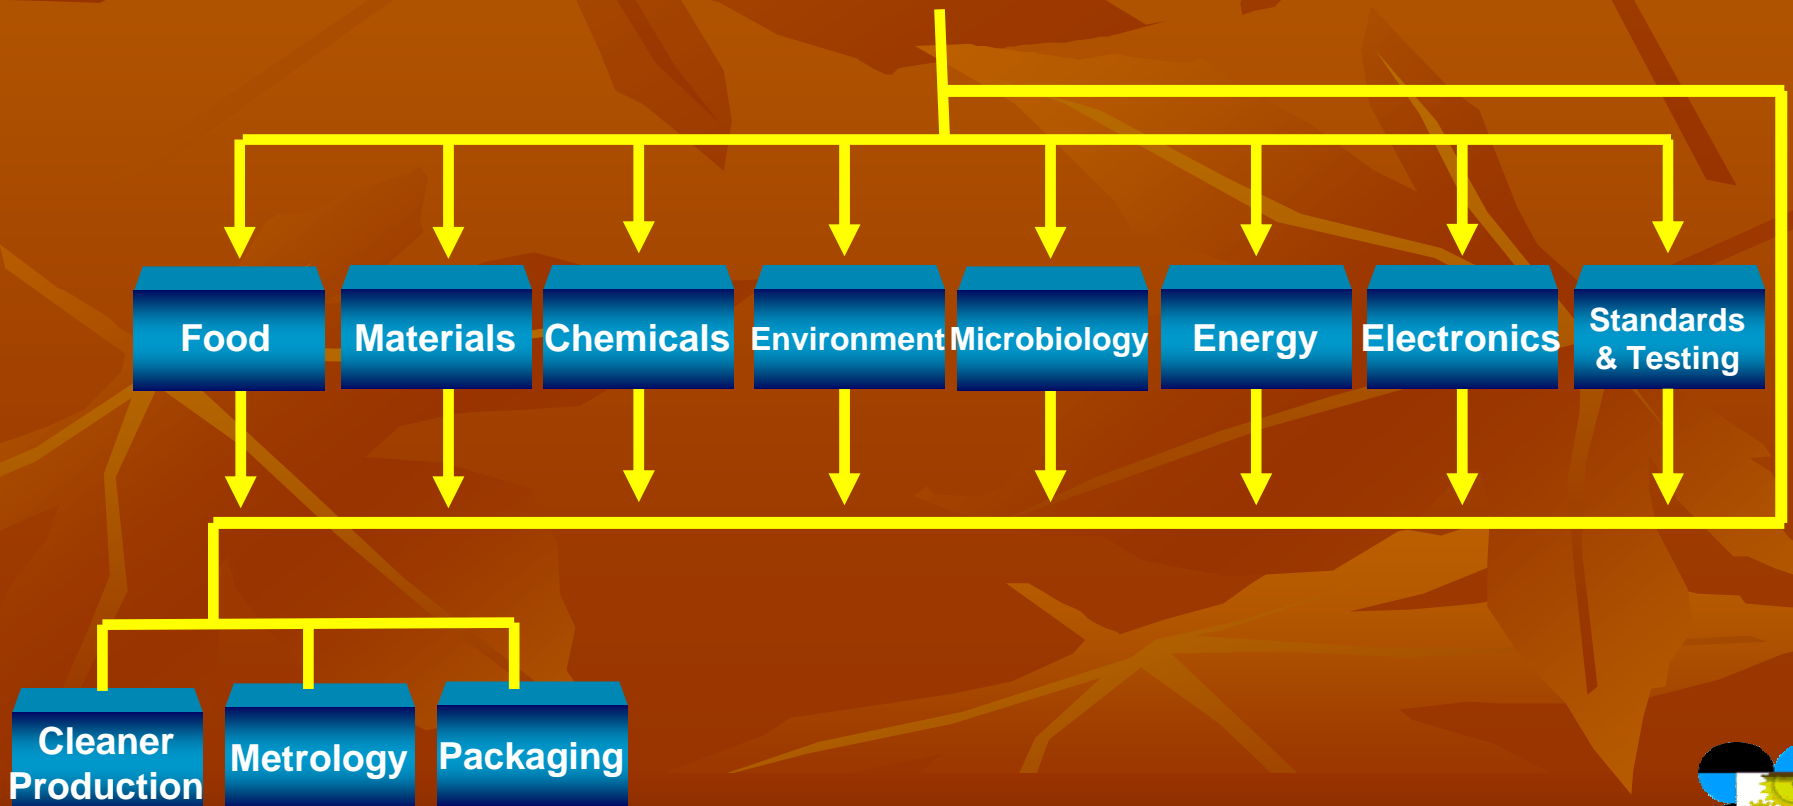 Food
Materials
Chemicals
Environment
Microbiology
Energy
Electronics
Standards
& Testing
Cleaner
Production
Metrology
Packaging